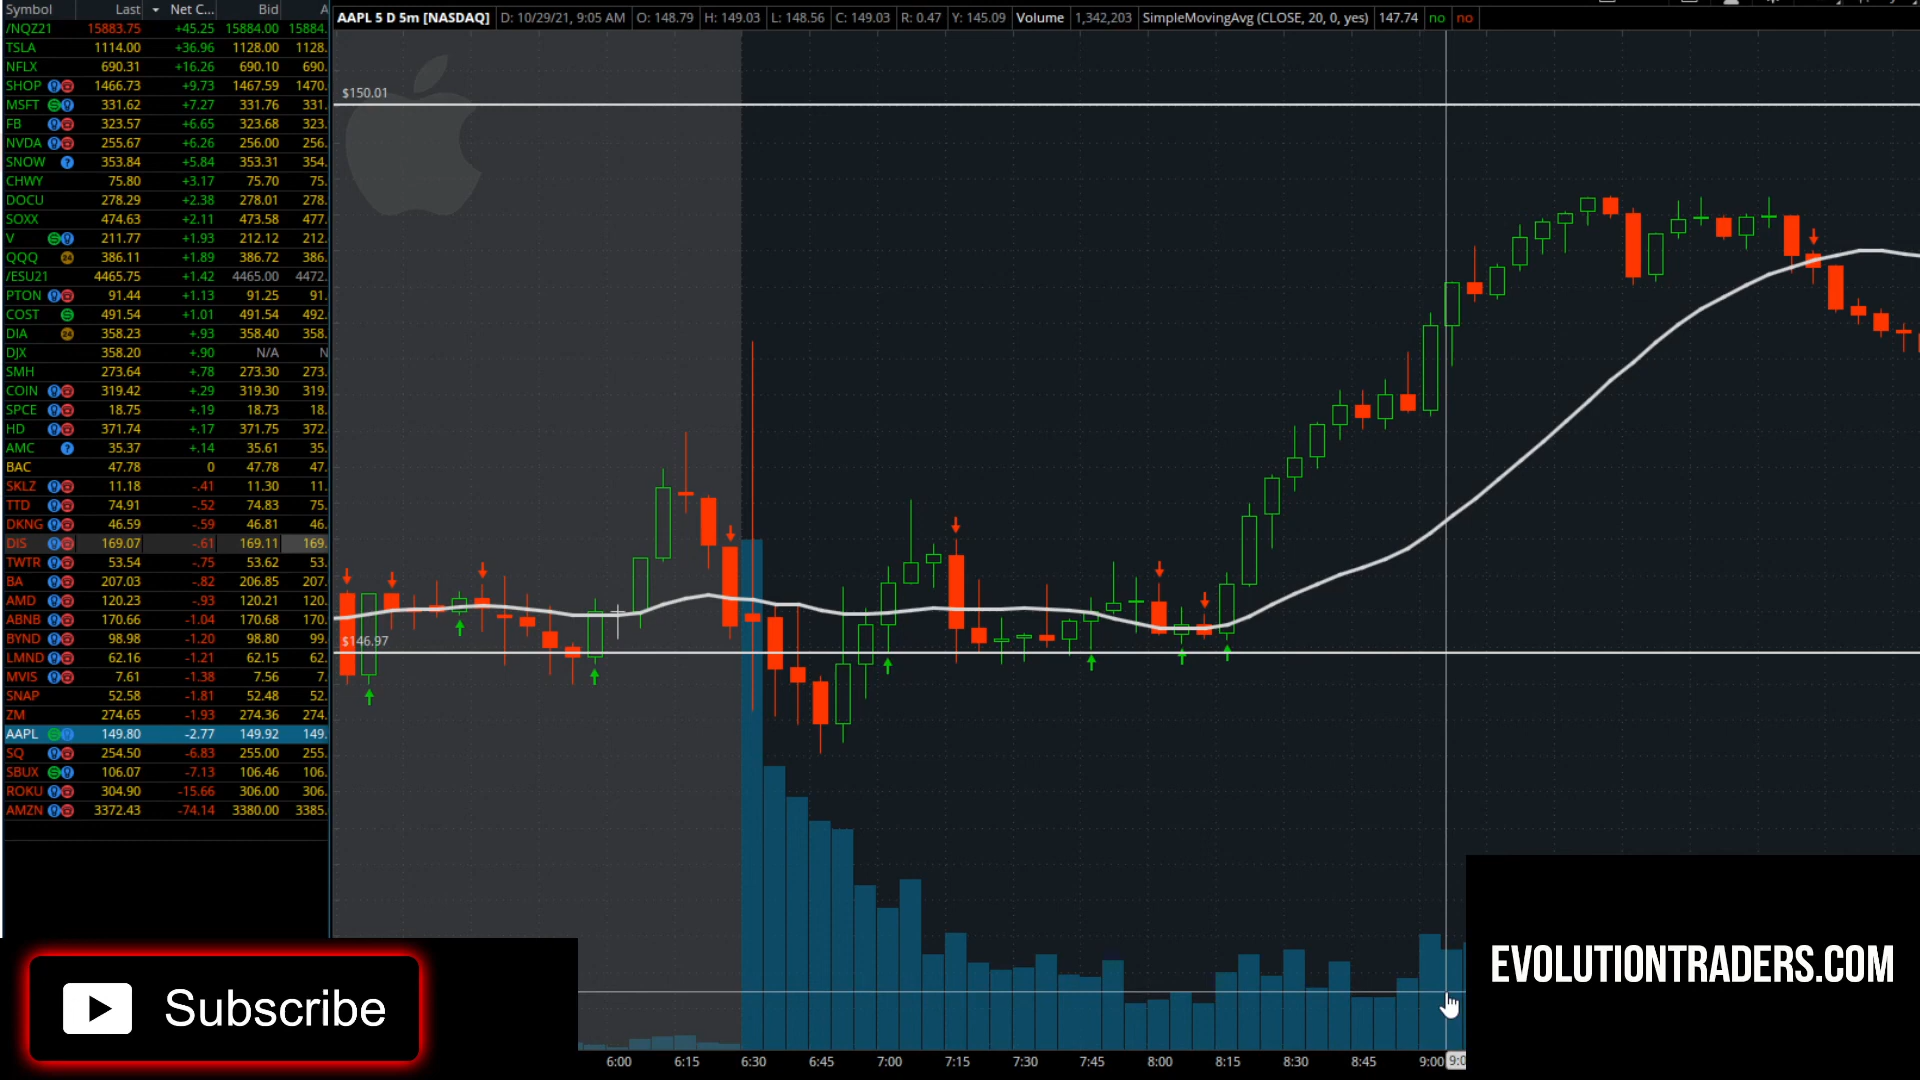 Symbol Last Net C... Bid A
/NQZ21 15883.75 +45.25 15884.00 15884.
TSLA 1114.00 +36.96 1128.00 1128.
NFLX 690.31 +16.26 690.10 690.
SHOP 1466.73 +9.73 1467.59 1470.
MSFT 331.62 +7.27 331.76 331.
FB 323.57 +6.65 323.68 323.
NVDA 255.67 +6.26 256.00 256.
SNOW 353.84 +5.84 353.31 354.
CHWY 75.80 +3.17 75.70 75.
DOCU 278.29 +2.38 278.01 278.
SOXX 474.63 +2.11 473.58 477.
V 211.77 +1.93 212.12 212.
QQQ 386.11 +1.89 386.72 386.
/ESU21 4465.75 +1.42 4465.00 4472.
PTON 91.44 +1.13 91.25 91.
COST 491.54 +1.01 491.54 492.
DIA 358.23 +.93 358.40 358.
DJX 358.20 +.90 N/A N
SMH 273.64 +.78 273.30 273.
COIN 319.42 +.29 319.30 319.
SPCE 18.75 +.19 18.73 18.
HD 371.74 +.17 371.75 372.
AMC 35.37 +.14 35.61 35.
BAC 47.78 0 47.78 47.
SKLZ 11.18 -.41 11.30 11.
TTD 74.91 -.52 74.83 75.
DKNG 46.59 -.59 46.81 46.
DIS 169.07 -.61 169.11 169.
TWTR 53.54 -.75 53.62 53.
BA 207.03 -.82 206.85 207.
AMD 120.23 -.93 120.21 120.
ABNB 170.66 -1.04 170.68 170.
BYND 98.98 -1.20 98.80 99.
LMND 62.16 -1.21 62.15 62.
MVIS 7.61 -1.38 7.56 7.
SNAP 52.58 -1.81 52.48 52.
ZM 274.65 -1.93 274.36 274.
AAPL 149.80 -2.77 149.92 149.
SQ 254.50 -6.83 255.00 255.
SBUX 106.07 -7.13 106.46 106.
ROKU 304.90 -15.66 306.00 306.
AMZN 3372.43 -74.14 3380.00 3385.
AAPL 5 D 5m [NASDAQ] D: 10/29/21, 9:05 AM O: 148.79 H: 149.03 L: 148.56 C: 149.03 R: 0.47 Y: 145.09 Volume 1,342,203 SimpleMovingAvg (CLOSE, 20, 0, yes) 147.74 no no
$150.01
$146.97
6:00 6:15 6:30 6:45 7:00 7:15 7:30 7:45 8:00 8:15 8:30 8:45 9:00 9:0
Subscribe
EVOLUTIONTRADERS.COM